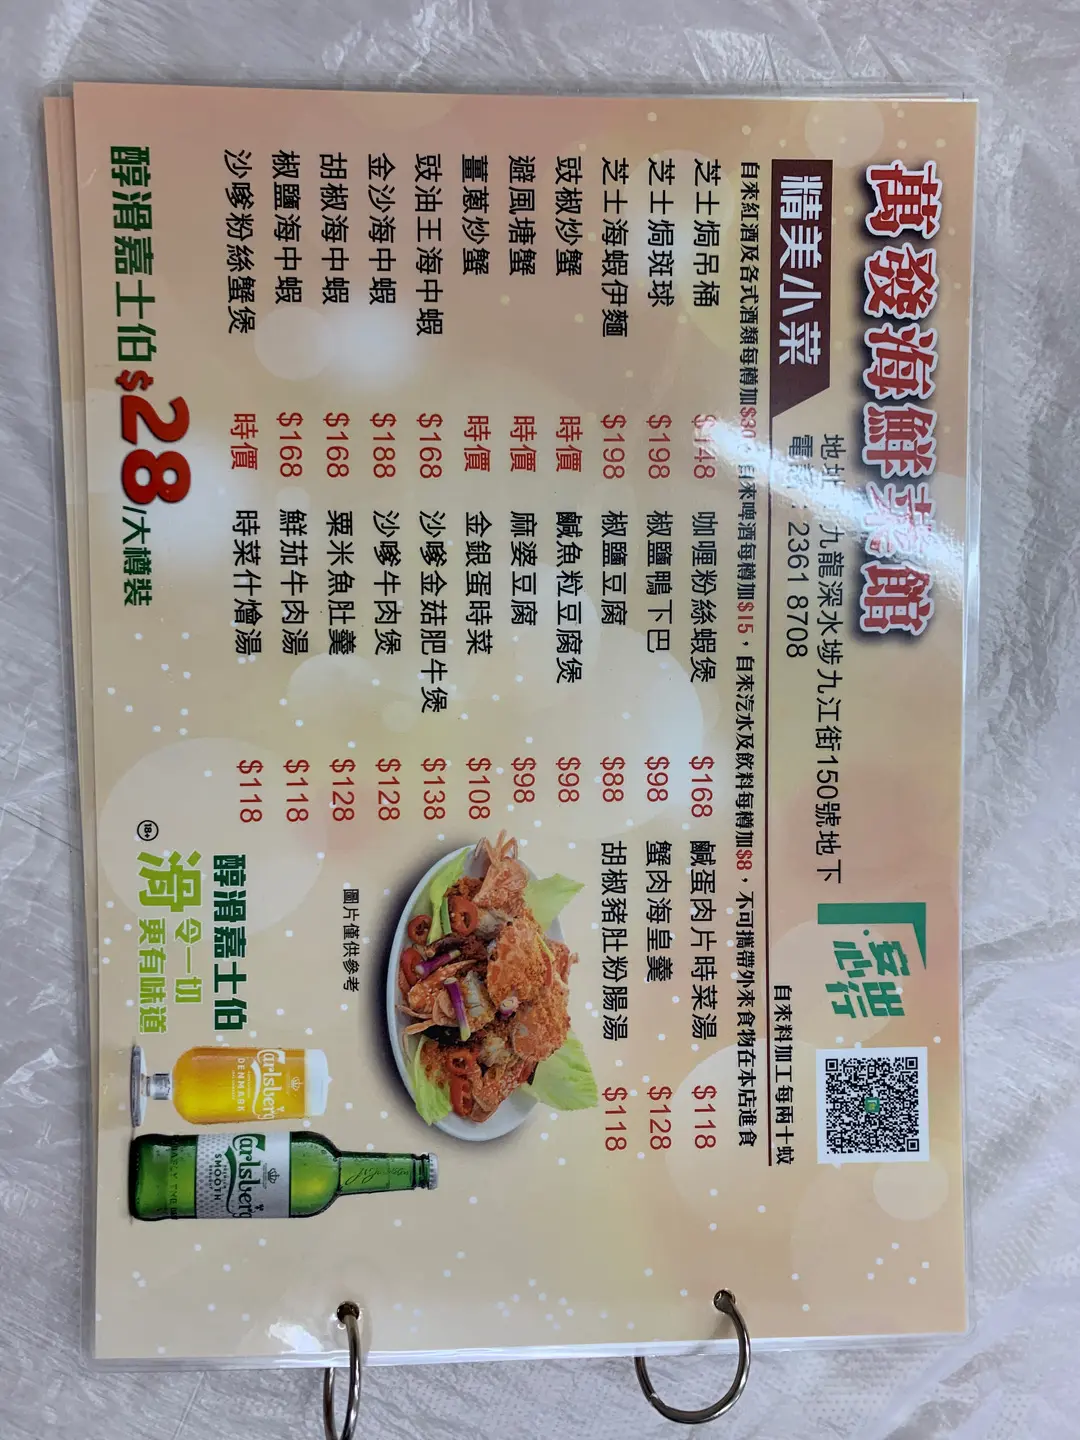 萬發海鮮菜館
地址：九龍深水埗九江街150號地下
電話：2361 8708
安心出行
精美小菜
自來料加工每兩十蚊
自來紅酒及各式酒類每樽加$30，自來啤酒每樽加$15，自來汽水及飲料每樽加$8，不可攜帶外來食物在本店進食
芝士焗吊桶 $148
芝士焗斑球 $198
芝士海蝦伊麵 $198
豉椒炒蟹 時價
避風塘蟹 時價
薑蔥炒蟹 時價
豉油王海中蝦 $168
金沙海中蝦 $188
胡椒海中蝦 $168
椒鹽海中蝦 $168
沙嗲粉絲蟹煲 時價
咖喱粉絲蝦煲 $168
椒鹽鴨下巴 $98
椒鹽豆腐 $88
鹹魚粒豆腐煲 $98
麻婆豆腐 $98
金銀蛋時菜 $108
沙嗲金菇肥牛煲 $138
沙嗲牛肉煲 $128
粟米魚肚羹 $128
鮮茄牛肉湯 $118
時菜什燴湯 $118
鹹蛋肉片時菜湯 $118
蟹肉海皇羹 $128
胡椒豬肚粉腸湯 $118
圖片僅供參考
醇滑嘉士伯$28/大樽裝
醇滑嘉士伯
滑令一切
更有味道
18+
Carlsberg
DENMARK
Carlsberg
SMOOTH